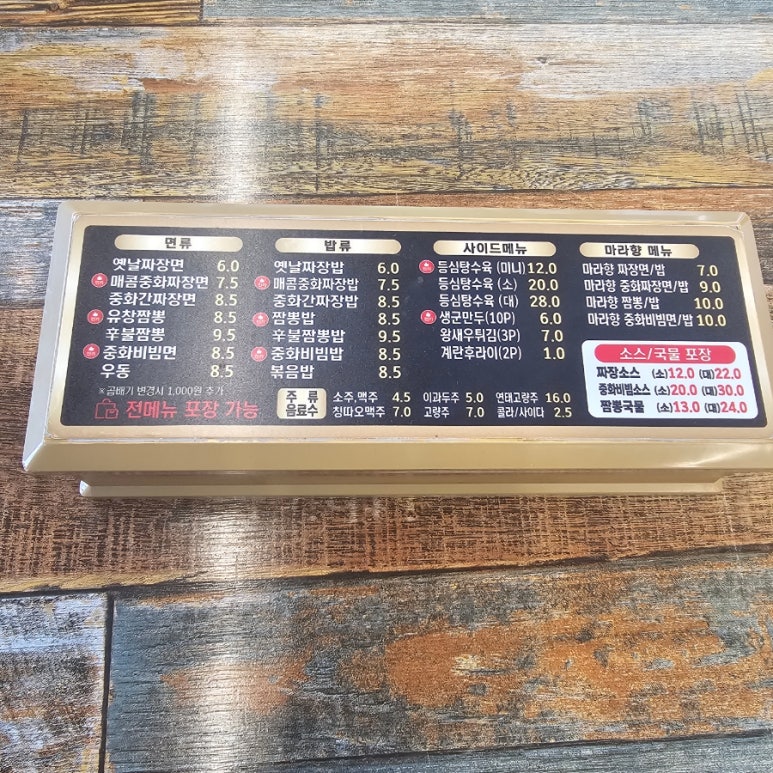 면류
옛날짜장면 6.0
매콤중화짜장면 7.5
중화간짜장면 8.5
유창짬뽕 8.5
후불짬뽕 9.5
중화비빔면 8.5
우동 8.5
※곱배기 변경시 1,000원 추가
전메뉴 포장 가능
밥류
옛날짜장밥 6.0
매콤중화짜장밥 7.5
중화간짜장밥 8.5
짬뽕밥 8.5
후불짬뽕밥 9.5
중화비빔밥 8.5
볶음밥 8.5
사이드메뉴
등심탕수육 (미니) 12.0
등심탕수육 (소) 20.0
등심탕수육 (대) 28.0
생군만두(10P) 6.0
왕새우튀김(3P) 7.0
계란후라이(2P) 1.0
주류 음료수
소주,맥주 4.5 이과두주 5.0 연태고량주 16.0
칭따오맥주 7.0 고량주 7.0 콜라/사이다 2.5
마라향 메뉴
마라향 짜장면/밥 7.0
마라향 중화짜장면/밥 9.0
마라향 짬뽕/밥 10.0
마라향 중화비빔면/밥 10.0
소스/국물 포장
짜장소스 (소)12.0 (대)22.0
중화비빔소스 (소)20.0 (대)30.0
짬뽕국물 (소)13.0 (대)24.0